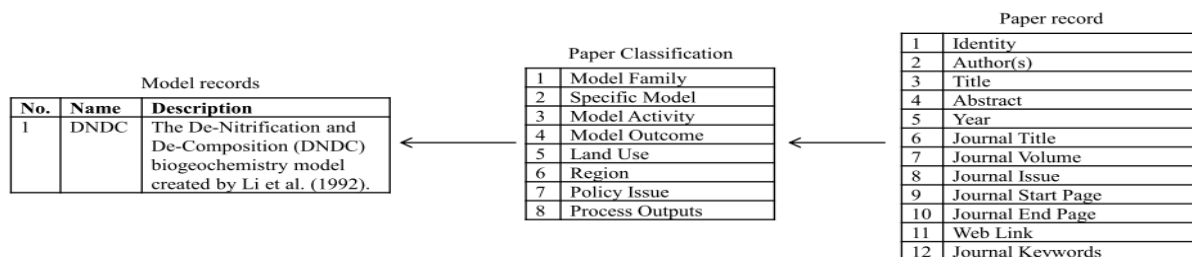 Model records
No. Name Description
1 DNDC The De-Nitrification and
De-Composition (DNDC)
biogeochemistry model
created by Li et al. (1992).
Paper Classification
1 Model Family
2 Specific Model
3 Model Activity
4 Model Outcome
5 Land Use
6 Region
7 Policy Issue
8 Process Outputs
Paper record
1 Identity
2 Author(s)
3 Title
4 Abstract
5 Year
6 Journal Title
7 Journal Volume
8 Journal Issue
9 Journal Start Page
10 Journal End Page
11 Web Link
12 Journal Keywords